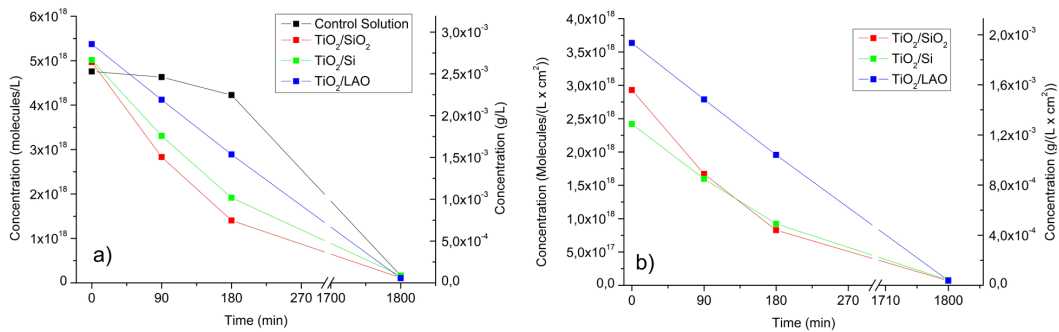 6x10¹⁸
5x10¹⁸
4x10¹⁸
3x10¹⁸
2x10¹⁸
1x10¹⁸
0
Concentration (molecules/L)
Control Solution
TiO₂/SiO₂
TiO₂/Si
TiO₂/LAO
a)
3,0x10⁻³
2,5x10⁻³
2,0x10⁻³
1,5x10⁻³
1,0x10⁻³
5,0x10⁻⁴
0,0
Concentration (g/L)
0 90 180 270 1700 1800
Time (min)
4,0x10¹⁸
3,5x10¹⁸
3,0x10¹⁸
2,5x10¹⁸
2,0x10¹⁸
1,5x10¹⁸
1,0x10¹⁸
5,0x10¹⁷
0,0
Concentration (Molecules/(L x cm²))
TiO₂/SiO₂
TiO₂/Si
TiO₂/LAO
b)
2,0x10⁻³
1,6x10⁻³
1,2x10⁻³
8,0x10⁻⁴
4,0x10⁻⁴
0,0
Concentration (g/(L x cm²))
0 90 180 270 1710 1800
Time (min)